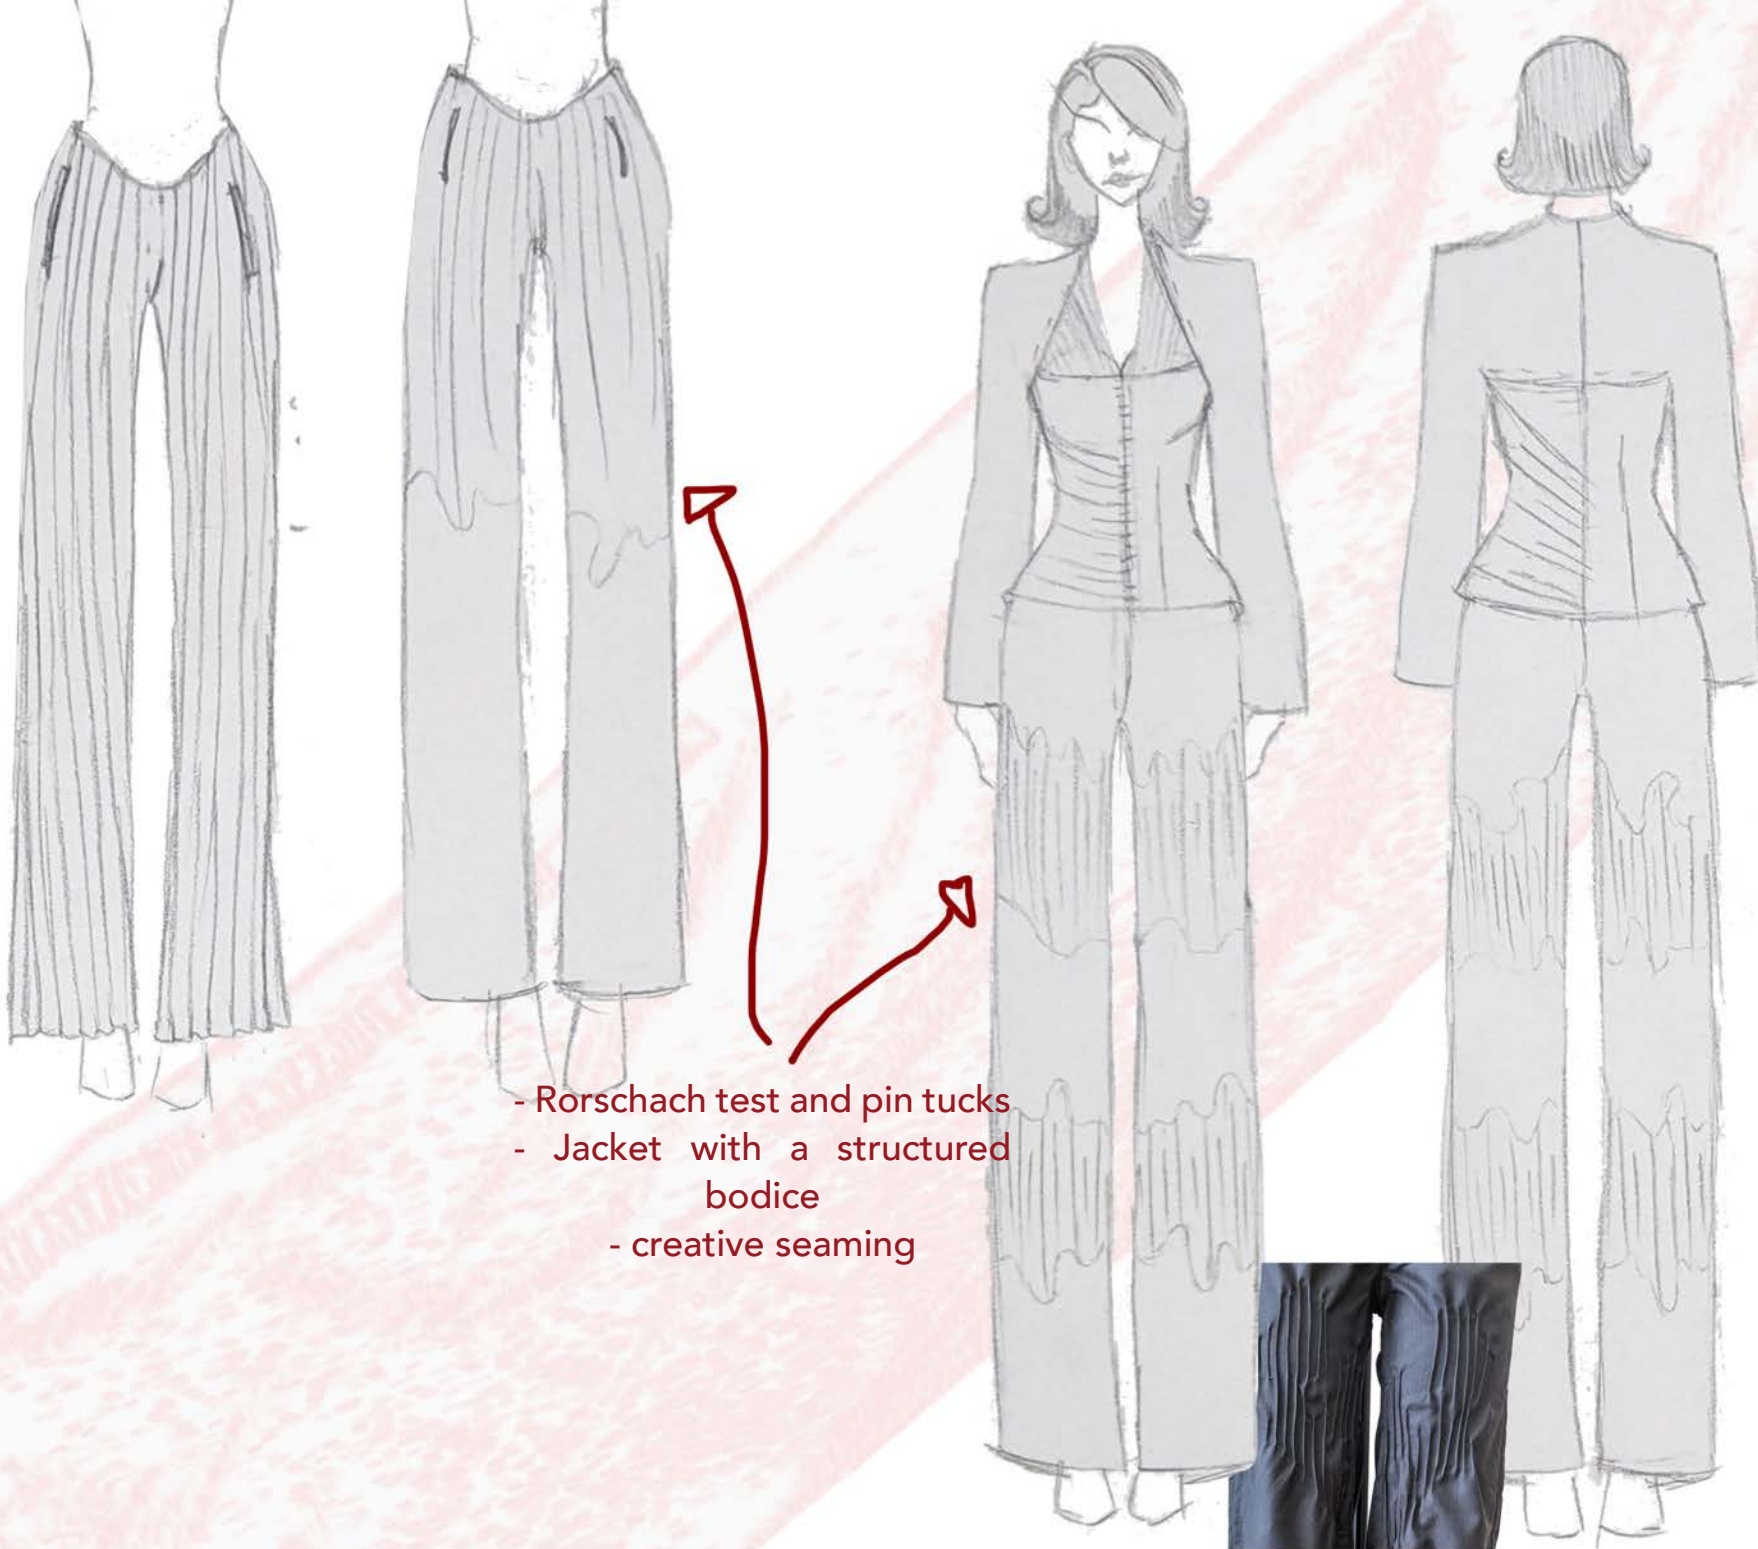 - Rorschach test and pin tucks
- Jacket with a structured
bodice
- creative seaming